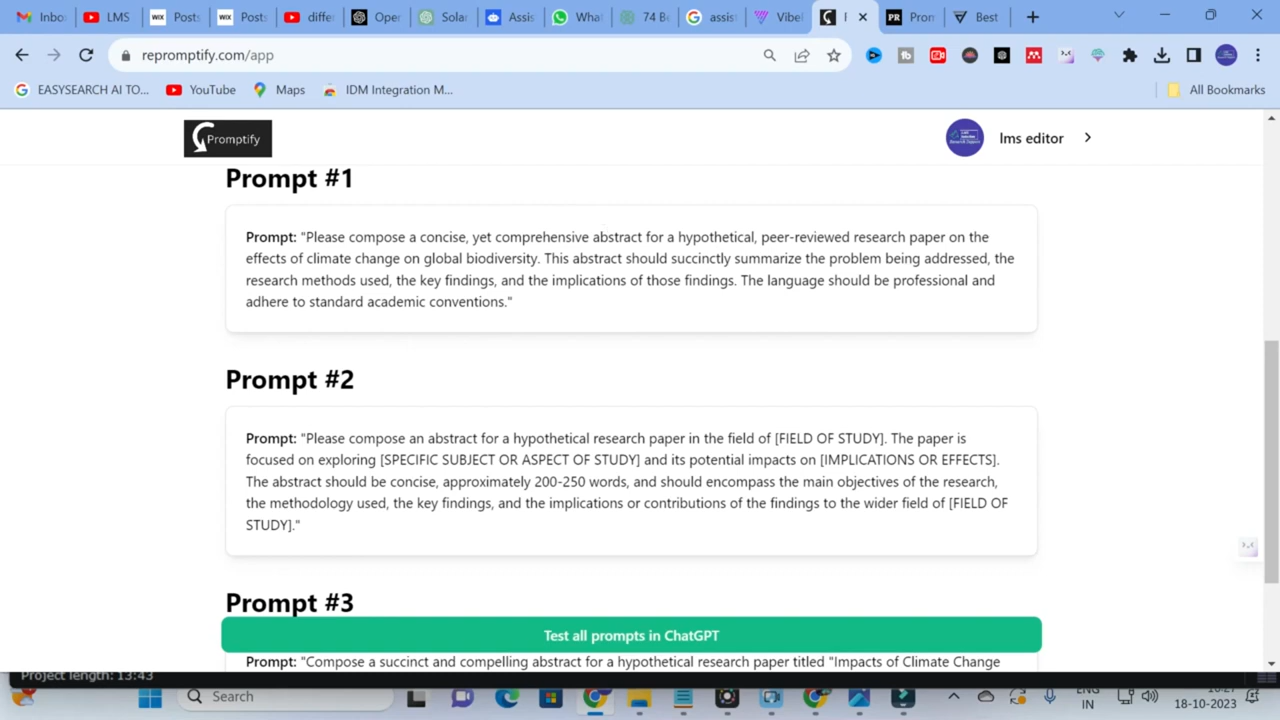 Inbo
LMS
Posts
Posts
differ
Oper
Solar
Assis
What
74 Be
assist
Vibel
Pron
Best
repromptify.com/app
EASYSEARCH AI TO...
YouTube
Maps
IDM Integration M...
All Bookmarks
Promptify
lms editor
Prompt #1
Prompt: "Please compose a concise, yet comprehensive abstract for a hypothetical, peer-reviewed research paper on the
effects of climate change on global biodiversity. This abstract should succinctly summarize the problem being addressed, the
research methods used, the key findings, and the implications of those findings. The language should be professional and
adhere to standard academic conventions."
Prompt #2
Prompt: "Please compose an abstract for a hypothetical research paper in the field of [FIELD OF STUDY]. The paper is
focused on exploring [SPECIFIC SUBJECT OR ASPECT OF STUDY] and its potential impacts on [IMPLICATIONS OR EFFECTS].
The abstract should be concise, approximately 200-250 words, and should encompass the main objectives of the research,
the methodology used, the key findings, and the implications or contributions of the findings to the wider field of [FIELD OF
STUDY]."
Prompt #3
Test all prompts in ChatGPT
Prompt: "Compose a succinct and compelling abstract for a hypothetical research paper titled "Impacts of Climate Change
Project length: 13:43
Search
ENG
IN
18-10-2023